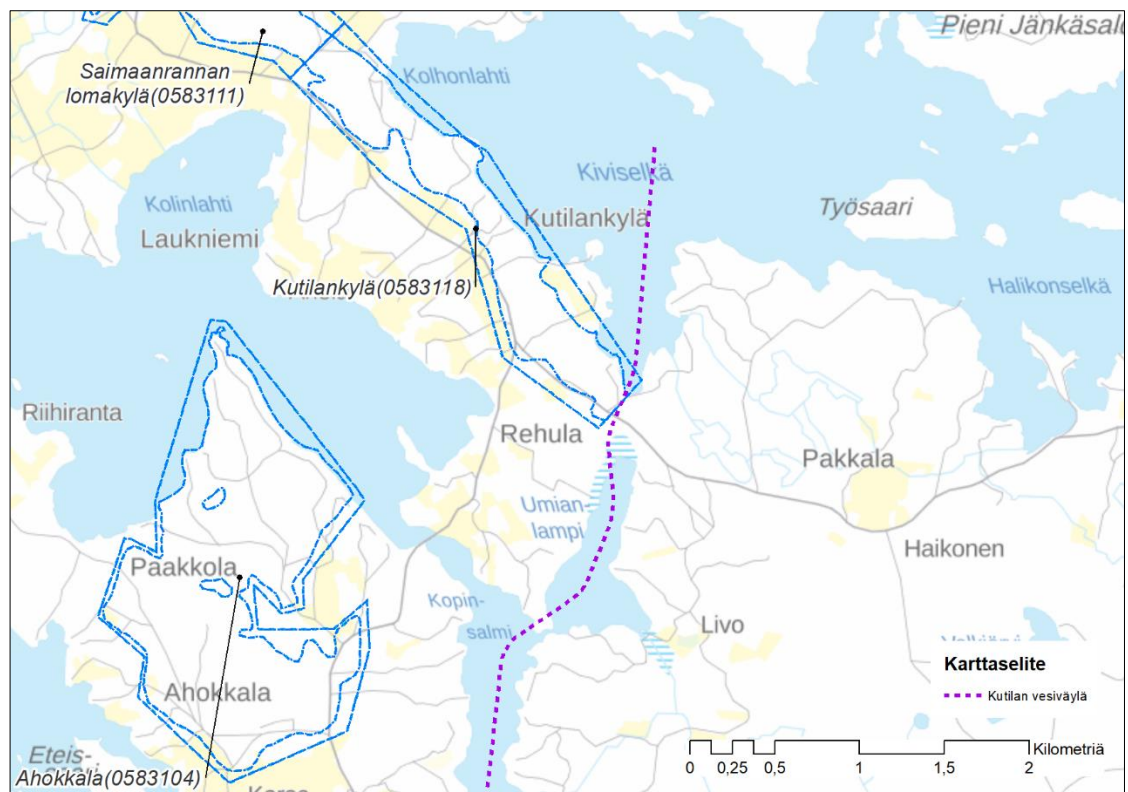 Pieni Jänkäsalo
Saimaanrannan
lomakylä(0583111)
Kolhonlahti
Kiviselkä
Kolinlahti
Laukniemi
Kutilankylä
Työsaari
Kutilankylä(0583118)
Halikonselkä
Riihiranta
Rehula
Pakkala
Umian-
lampi
Haikonen
Paakkola
Kopin-
salmi
Livo
Ahokkala
Karttaselite
Kutilan vesiväylä
Eteis-
Ahokkala(0583104)
Kilometriä
0 0,25 0,5 1 1,5 2